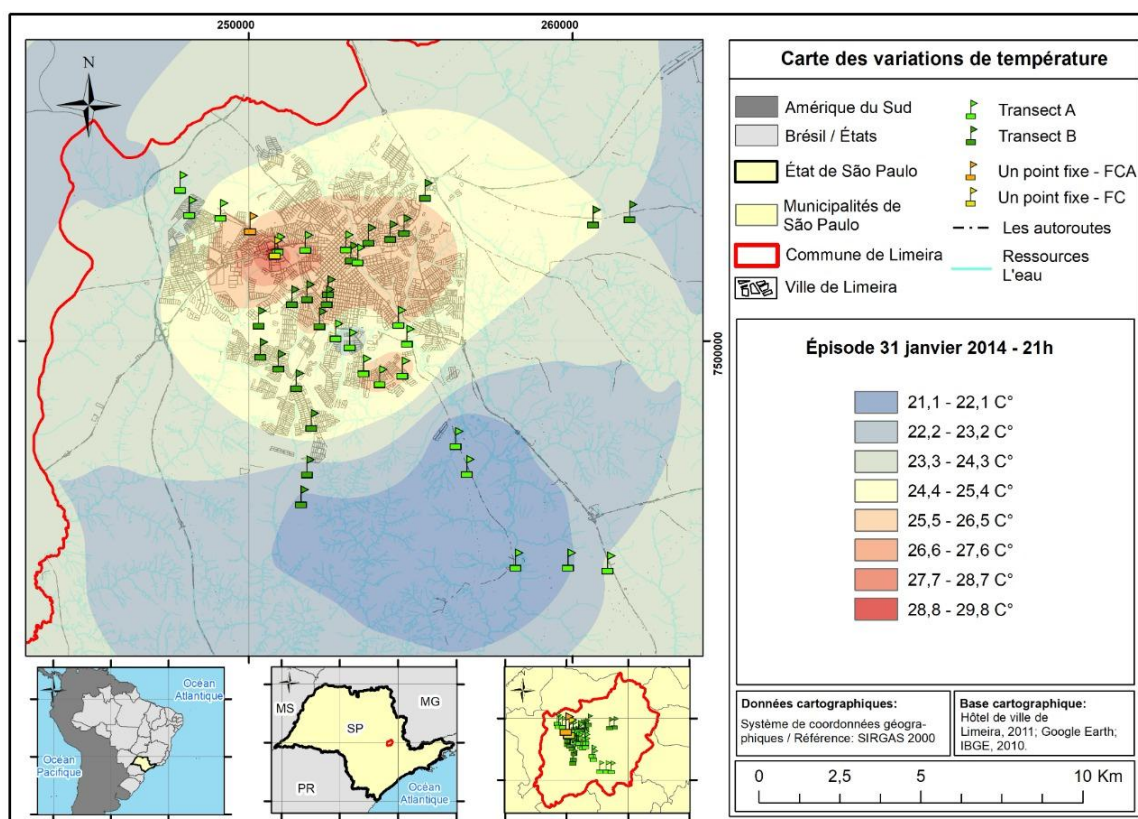 250000
260000
N
7500000
Carte des variations de température
Amérique du Sud
Brésil / États
État de São Paulo
Municipalités de
São Paulo
Commune de Limeira
Ville de Limeira
Transect A
Transect B
Un point fixe - FCA
Un point fixe - FC
Les autoroutes
Ressources
L'eau
Épisode 31 janvier 2014 - 21h
21,1 - 22,1 C°
22,2 - 23,2 C°
23,3 - 24,3 C°
24,4 - 25,4 C°
25,5 - 26,5 C°
26,6 - 27,6 C°
27,7 - 28,7 C°
28,8 - 29,8 C°
Océan
Atlantique
Océan
Pacifique
MS
MG
SP
PR
Océan
Atlantique
Données cartographiques:
Système de coordonnées géogra-
phiques / Référence: SIRGAS 2000
Base cartographique:
Hôtel de ville de
Limeira, 2011; Google Earth;
IBGE, 2010.
0 2,5 5 10 Km